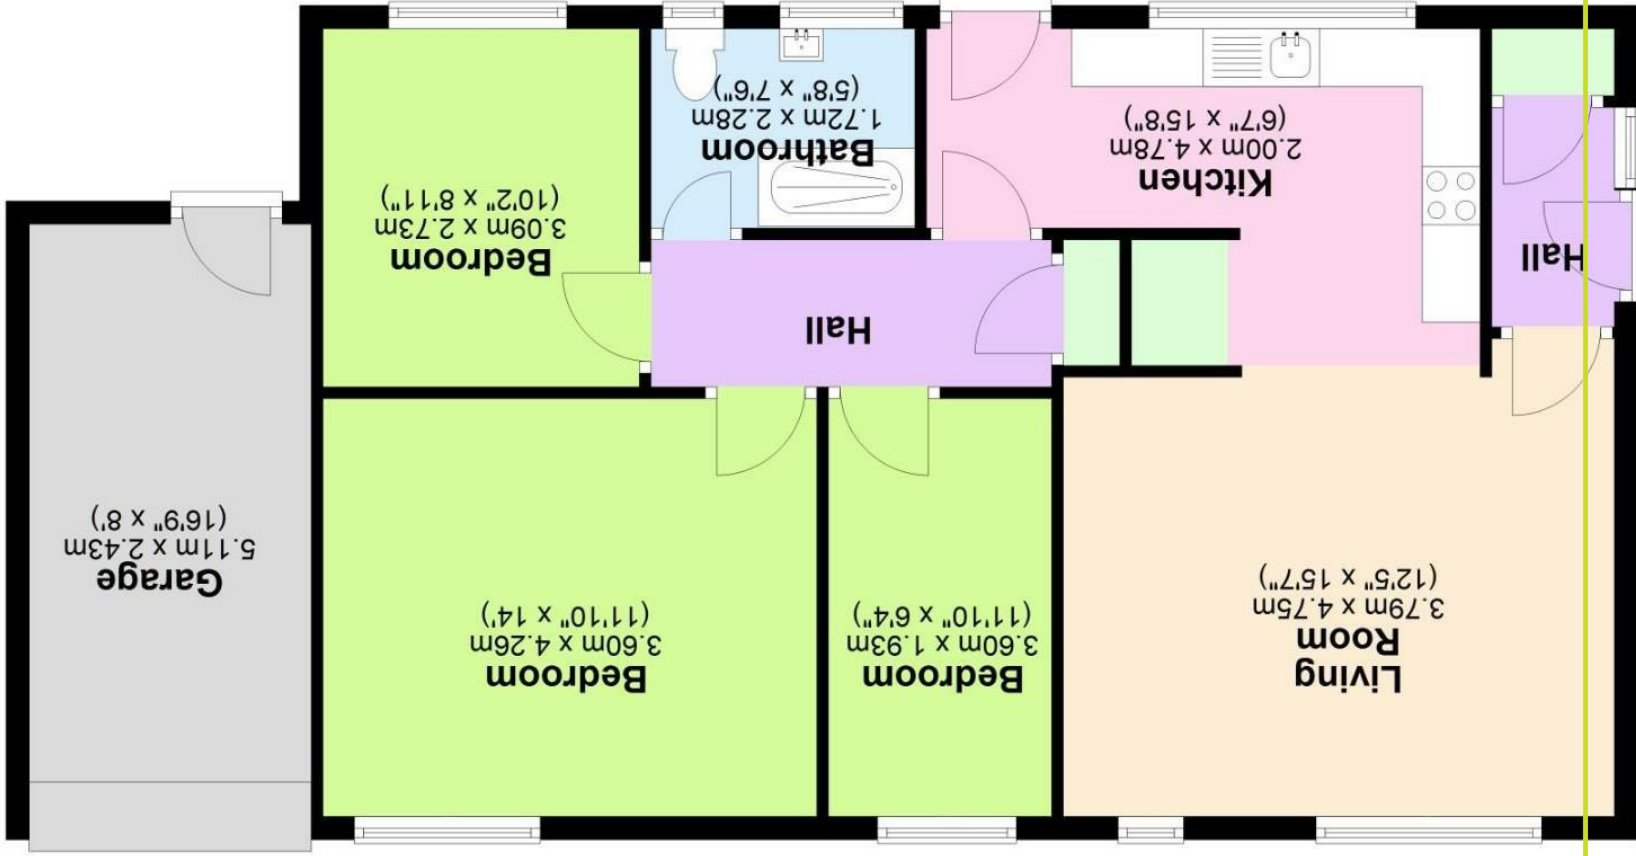 Living
Room
3.79m x 4.75m
(12'5" x 15'7")
Bedroom
3.60m x 1.93m
(11'10" x 6'4")
Bedroom
3.60m x 4.26m
(11'10" x 14')
Garage
5.11m x 2.43m
(16'9" x 8')
Hall
Hall
Kitchen
2.00m x 4.78m
(6'7" x 15'8")
Bathroom
1.72m x 2.28m
(5'8" x 7'6")
Bedroom
3.09m x 2.73m
(10'2" x 8'11")